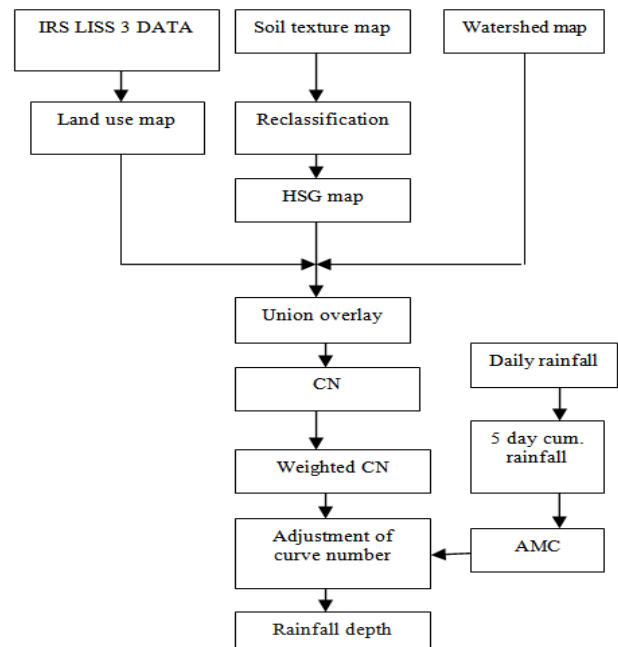 IRS LISS 3 DATA
Soil texture map
Watershed map
Land use map
Reclassification
HSG map
Union overlay
Daily rainfall
CN
5 day cum.
rainfall
Weighted CN
Adjustment of
curve number
AMC
Rainfall depth